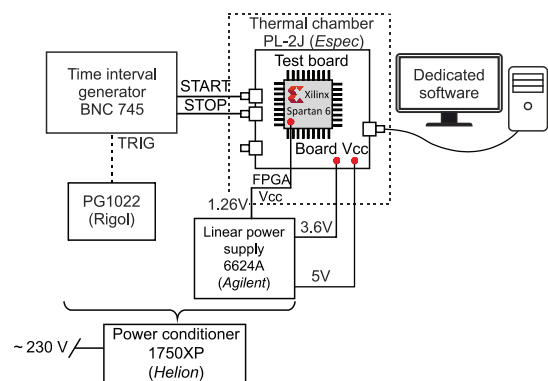 Thermal chamber
PL-2J (Espec)
Test board
Time interval
generator
BNC 745
START
STOP
TRIG
Xilinx
Spartan 6
Dedicated
software
Board Vcc
FPGA
Vcc
PG1022
(Rigol)
1.26V
3.6V
5V
Linear power
supply
6624A
(Agilent)
~ 230 V
Power conditioner
1750XP
(Helion)